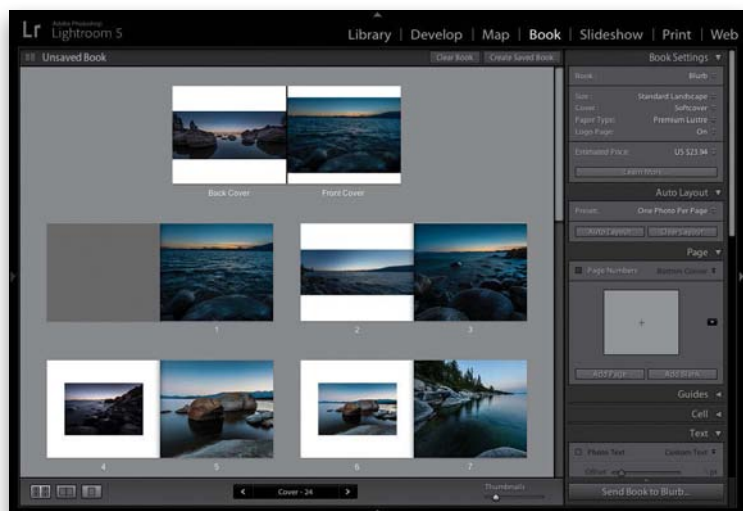 Lr Adobe Photoshop Lightroom 5
Library | Develop | Map | Book | Slideshow | Print | Web
Unsaved Book
Clear Book
Create Saved Book
Back Cover
Front Cover
1
2
3
4
5
6
7
Cover - 24
Thumbnails
Book Settings
Book: Blurb
Size: Standard Landscape
Cover: Softcover
Paper Type: Premium Lustre
Logo Page: On
Estimated Price: US $23.94
Learn More...
Auto Layout
Preset: One Photo Per Page
Auto Layout
Clear Layout
Page
Page Numbers Bottom Corner
Add Page
Add Blank
Guides
Cell
Text
Photo Text Custom Text
Offset pt
Send Book to Blurb...